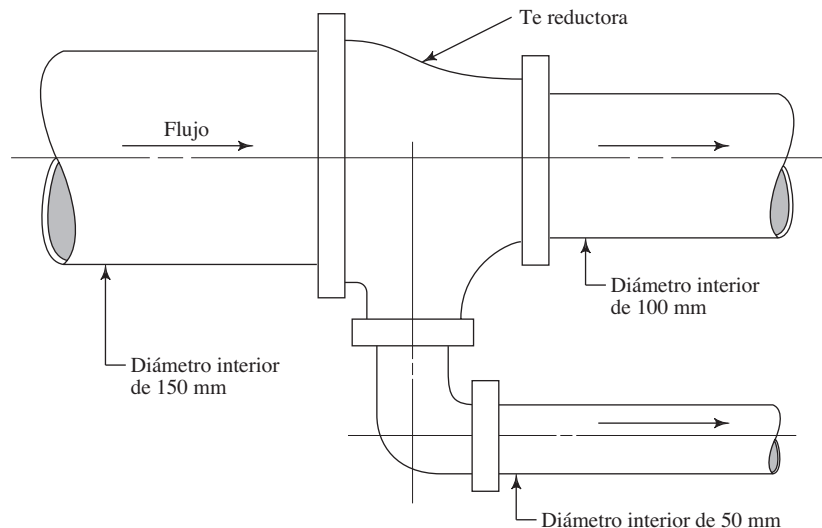 Te reductora
Flujo
Diámetro interior
de 100 mm
Diámetro interior
de 150 mm
Diámetro interior de 50 mm